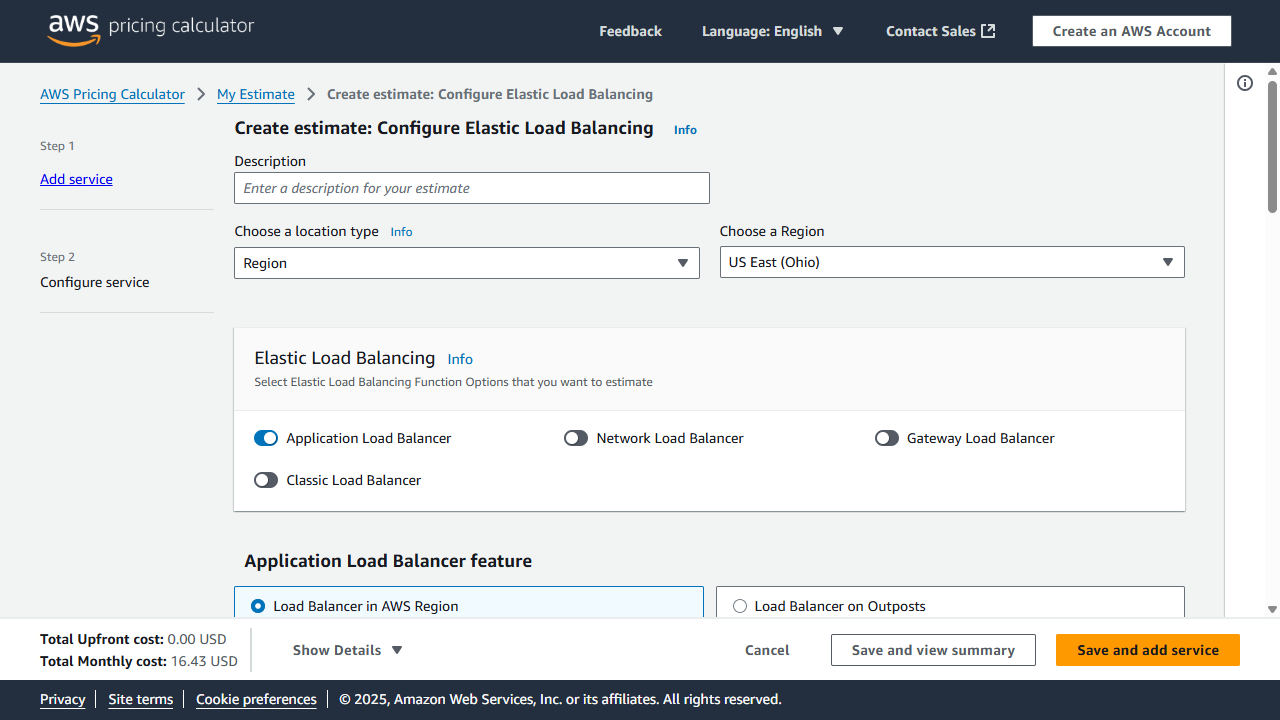 aws pricing calculator
Feedback
Language: English
Contact Sales
Create an AWS Account
AWS Pricing Calculator
My Estimate
Create estimate: Configure Elastic Load Balancing
Step 1
Add service
Step 2
Configure service
Create estimate: Configure Elastic Load Balancing Info
Description
Enter a description for your estimate
Choose a location type Info
Region
Choose a Region
US East (Ohio)
Elastic Load Balancing Info
Select Elastic Load Balancing Function Options that you want to estimate
Application Load Balancer
Network Load Balancer
Gateway Load Balancer
Classic Load Balancer
Application Load Balancer feature
Load Balancer in AWS Region
Load Balancer on Outposts
Total Upfront cost: 0.00 USD
Total Monthly cost: 16.43 USD
Show Details
Cancel
Save and view summary
Save and add service
Privacy
Site terms
Cookie preferences
© 2025, Amazon Web Services, Inc. or its affiliates. All rights reserved.